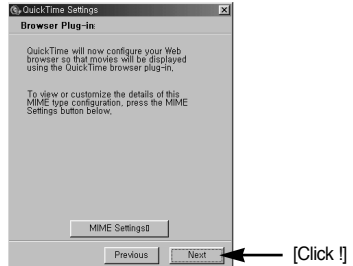 QuickTime Settings
Browser Plug-in:
QuickTime will now configure your Web
browser so that movies will be displayed
using the QuickTime browser plug-in,
To view or customize the details of this
MIME type configuration, press the MIME
Settings button below,
MIME Settings▯
Previous
Next
[Click !]